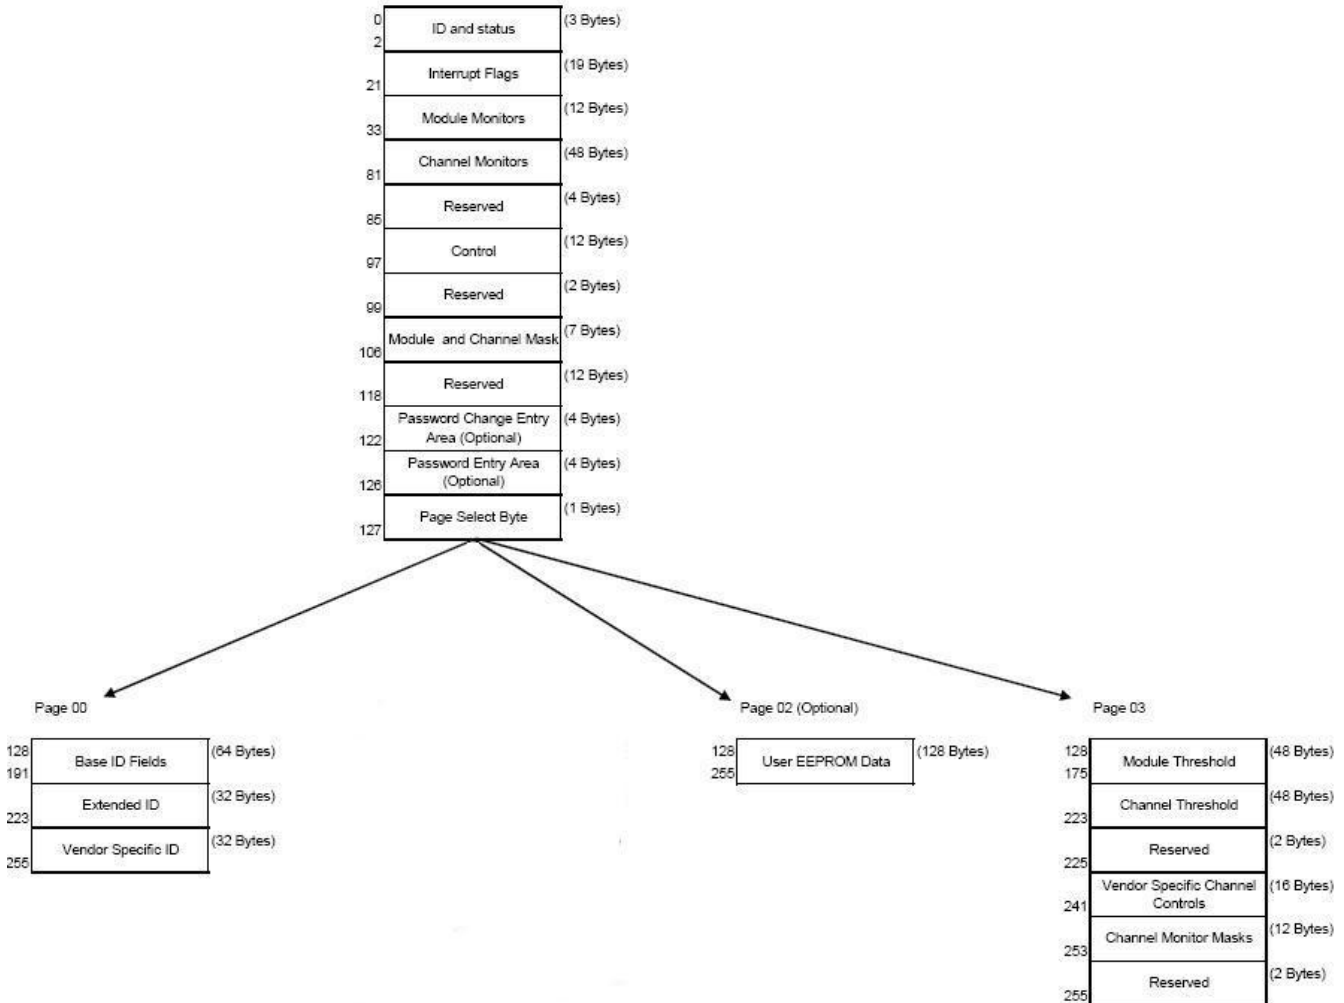 0
ID and status
(3 Bytes)
2
Interrupt Flags
(19 Bytes)
21
Module Monitors
(12 Bytes)
33
Channel Monitors
(48 Bytes)
81
Reserved
(4 Bytes)
85
Control
(12 Bytes)
97
Reserved
(2 Bytes)
99
Module and Channel Mask
(7 Bytes)
106
Reserved
(12 Bytes)
118
Password Change Entry
Area (Optional)
(4 Bytes)
122
Password Entry Area
(Optional)
(4 Bytes)
126
Page Select Byte
(1 Bytes)
127
Page 00
128
Base ID Fields
(64 Bytes)
191
Extended ID
(32 Bytes)
223
Vendor Specific ID
(32 Bytes)
255
Page 02 (Optional)
128
User EEPROM Data
(128 Bytes)
255
Page 03
128
Module Threshold
(48 Bytes)
175
Channel Threshold
(48 Bytes)
223
Reserved
(2 Bytes)
225
Vendor Specific Channel
Controls
(16 Bytes)
241
Channel Monitor Masks
(12 Bytes)
253
Reserved
(2 Bytes)
255